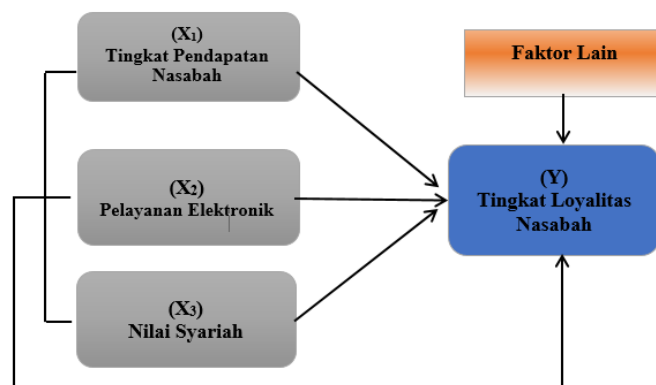 (X₁)
Tingkat Pendapatan
Nasabah
Faktor Lain
(X₂)
Pelayanan Elektronik
(Y)
Tingkat Loyalitas
Nasabah
(X₃)
Nilai Syariah